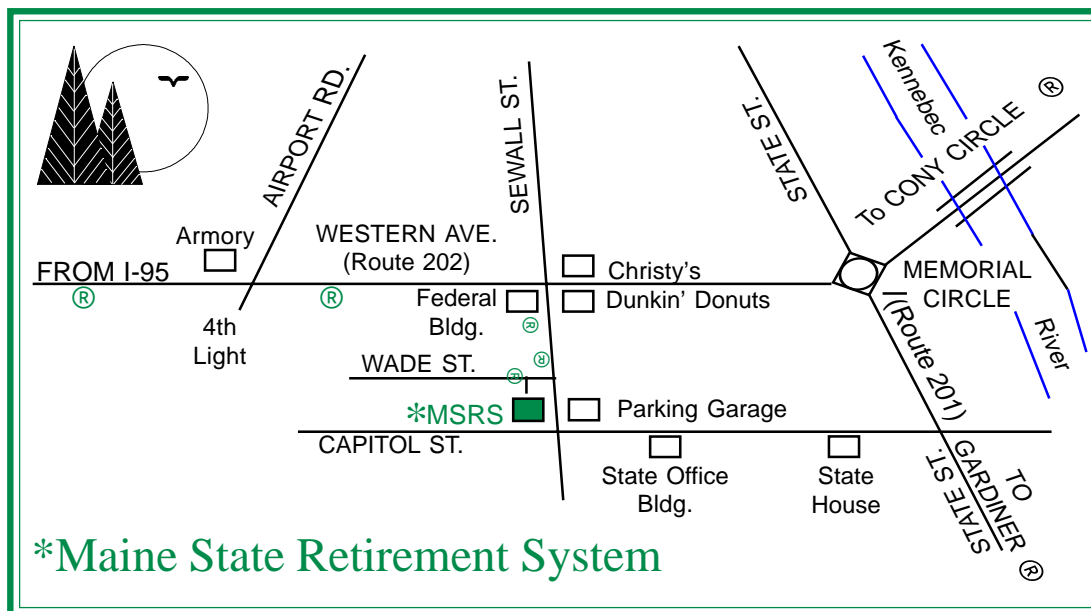 AIRPORT RD.
SEWALL ST.
STATE ST.
Kennebec
To CONY CIRCLE ®
Armory
WESTERN AVE.
(Route 202)
FROM I-95
®
®
Christy's
MEMORIAL
CIRCLE
Federal
Bldg.
Dunkin' Donuts
®
4th
Light
/(Route 201)
River
WADE ST.
®
®
*MSRS
Parking Garage
CAPITOL ST.
State Office
Bldg.
State
House
TO
GARDINER ®
STATE ST.
*Maine State Retirement System